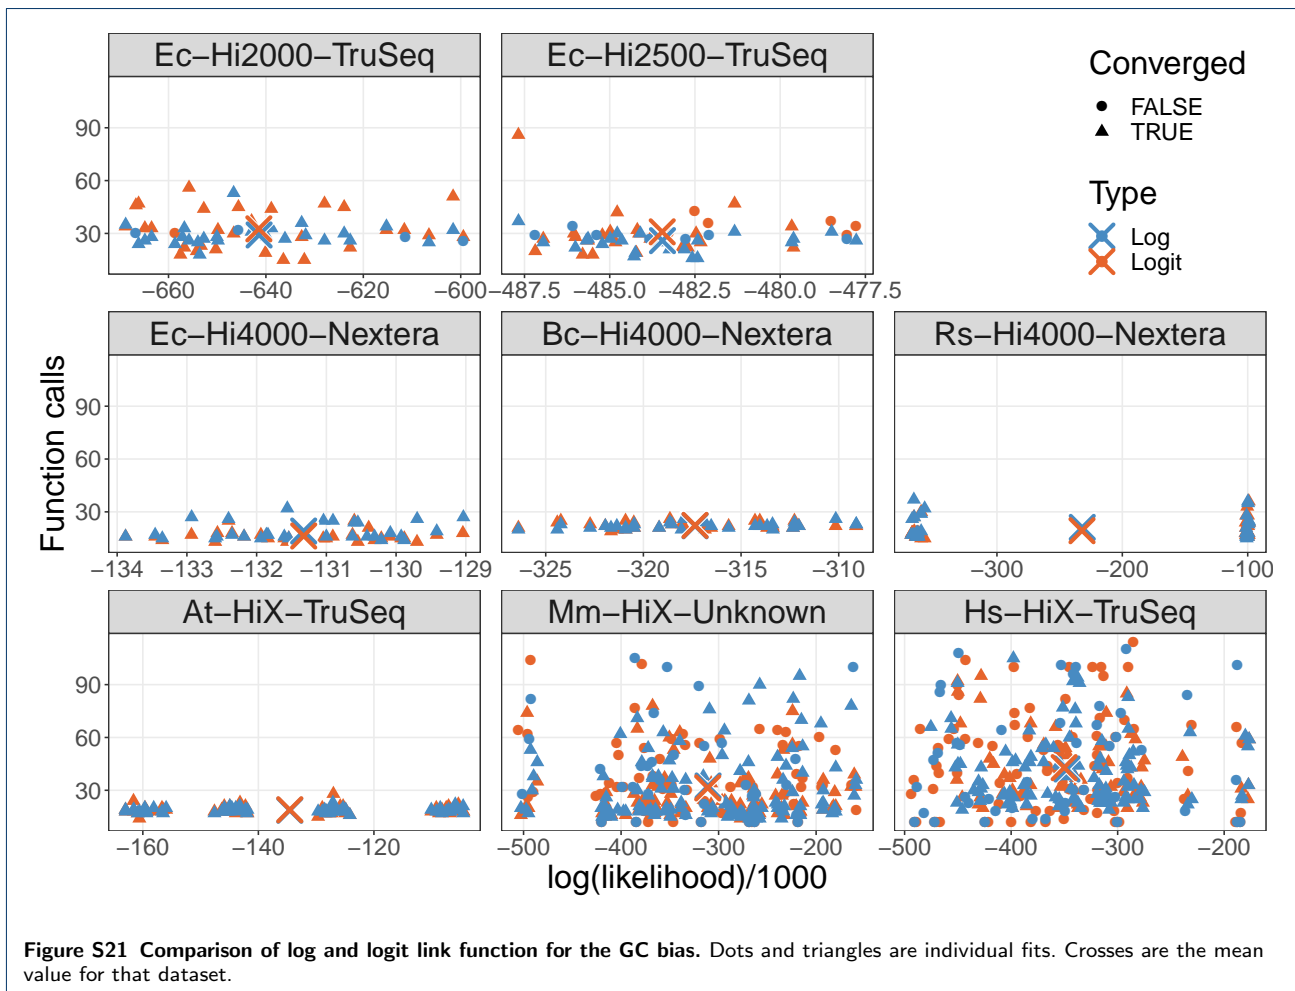 Ec−Hi2000−TruSeq
Ec−Hi2500−TruSeq
Converged
FALSE
TRUE
Type
Log
Logit
90
60
30
−660
−640
−620
−600
−487.5
−485.0
−482.5
−480.0
−477.5
Ec−Hi4000−Nextera
Bc−Hi4000−Nextera
Rs−Hi4000−Nextera
Function calls
90
60
30
−134
−133
−132
−131
−130
−129
−325
−320
−315
−310
−300
−200
−100
At−HiX−TruSeq
Mm−HiX−Unknown
Hs−HiX−TruSeq
90
60
30
−160
−140
−120
−500
−400
−300
−200
−500
−400
−300
−200
log(likelihood)/1000
Figure S21 Comparison of log and logit link function for the GC bias. Dots and triangles are individual fits. Crosses are the mean
value for that dataset.